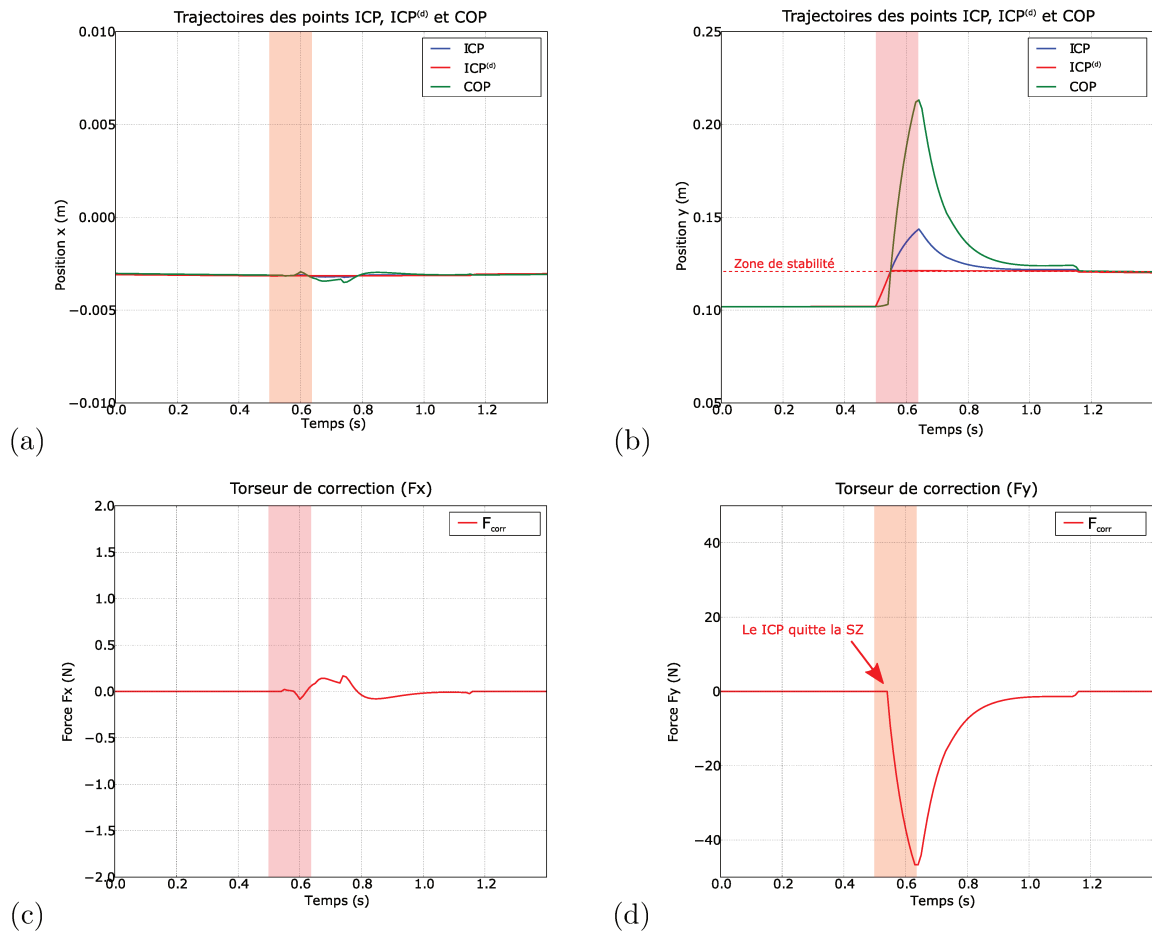 Trajectoires des points ICP, ICP(d) et COP
0.010
0.005
0.000
−0.005
−0.010
Position x (m)
ICP
ICP(d)
COP
0.0 0.2 0.4 0.6 0.8 1.0 1.2
Temps (s)
(a)
Trajectoires des points ICP, ICP(d) et COP
0.25
0.20
0.15
0.10
0.05
Position y (m)
ICP
ICP(d)
COP
Zone de stabilité
0.0 0.2 0.4 0.6 0.8 1.0 1.2
Temps (s)
(b)
Torseur de correction (Fx)
2.0
1.5
1.0
0.5
0.0
−0.5
−1.0
−1.5
−2.0
Force Fx (N)
Fcorr
0.0 0.2 0.4 0.6 0.8 1.0 1.2
Temps (s)
(c)
Torseur de correction (Fy)
40
20
0
−20
−40
Force Fy (N)
Fcorr
Le ICP quitte la SZ
0.0 0.2 0.4 0.6 0.8 1.0 1.2
Temps (s)
(d)